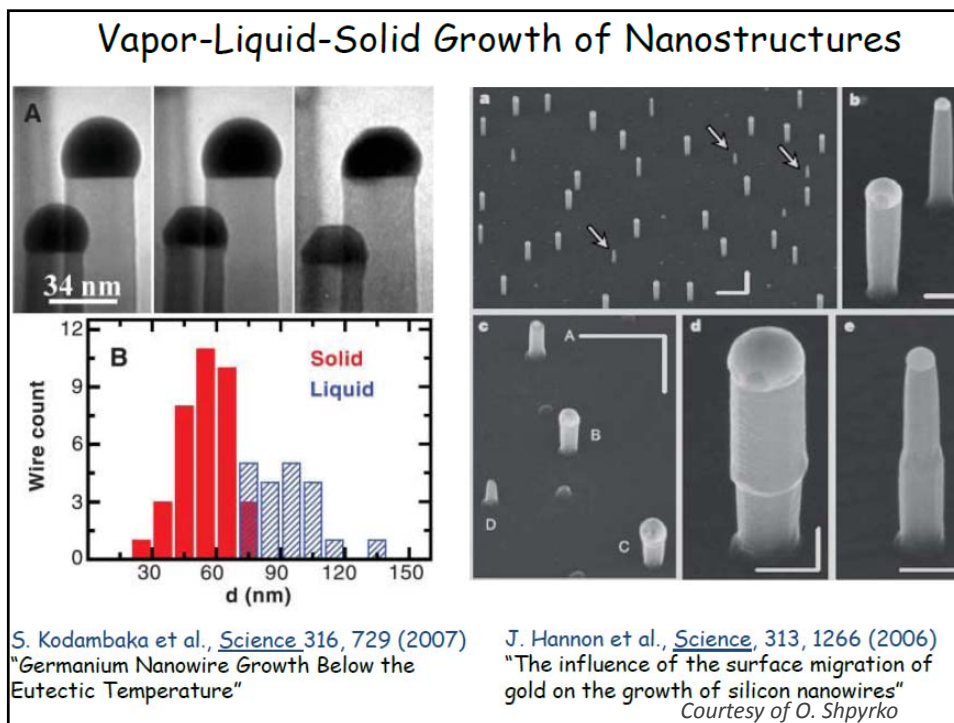 Vapor-Liquid-Solid Growth of Nanostructures
A
34 nm
B
Solid
Liquid
Wire count
12
9
6
3
0
30
60
90
120
150
d (nm)
a
b
c
A
B
C
D
d
e
S. Kodambaka et al., Science 316, 729 (2007)
"Germanium Nanowire Growth Below the
Eutectic Temperature"
J. Hannon et al., Science, 313, 1266 (2006)
"The influence of the surface migration of
gold on the growth of silicon nanowires"
Courtesy of O. Shpyrko